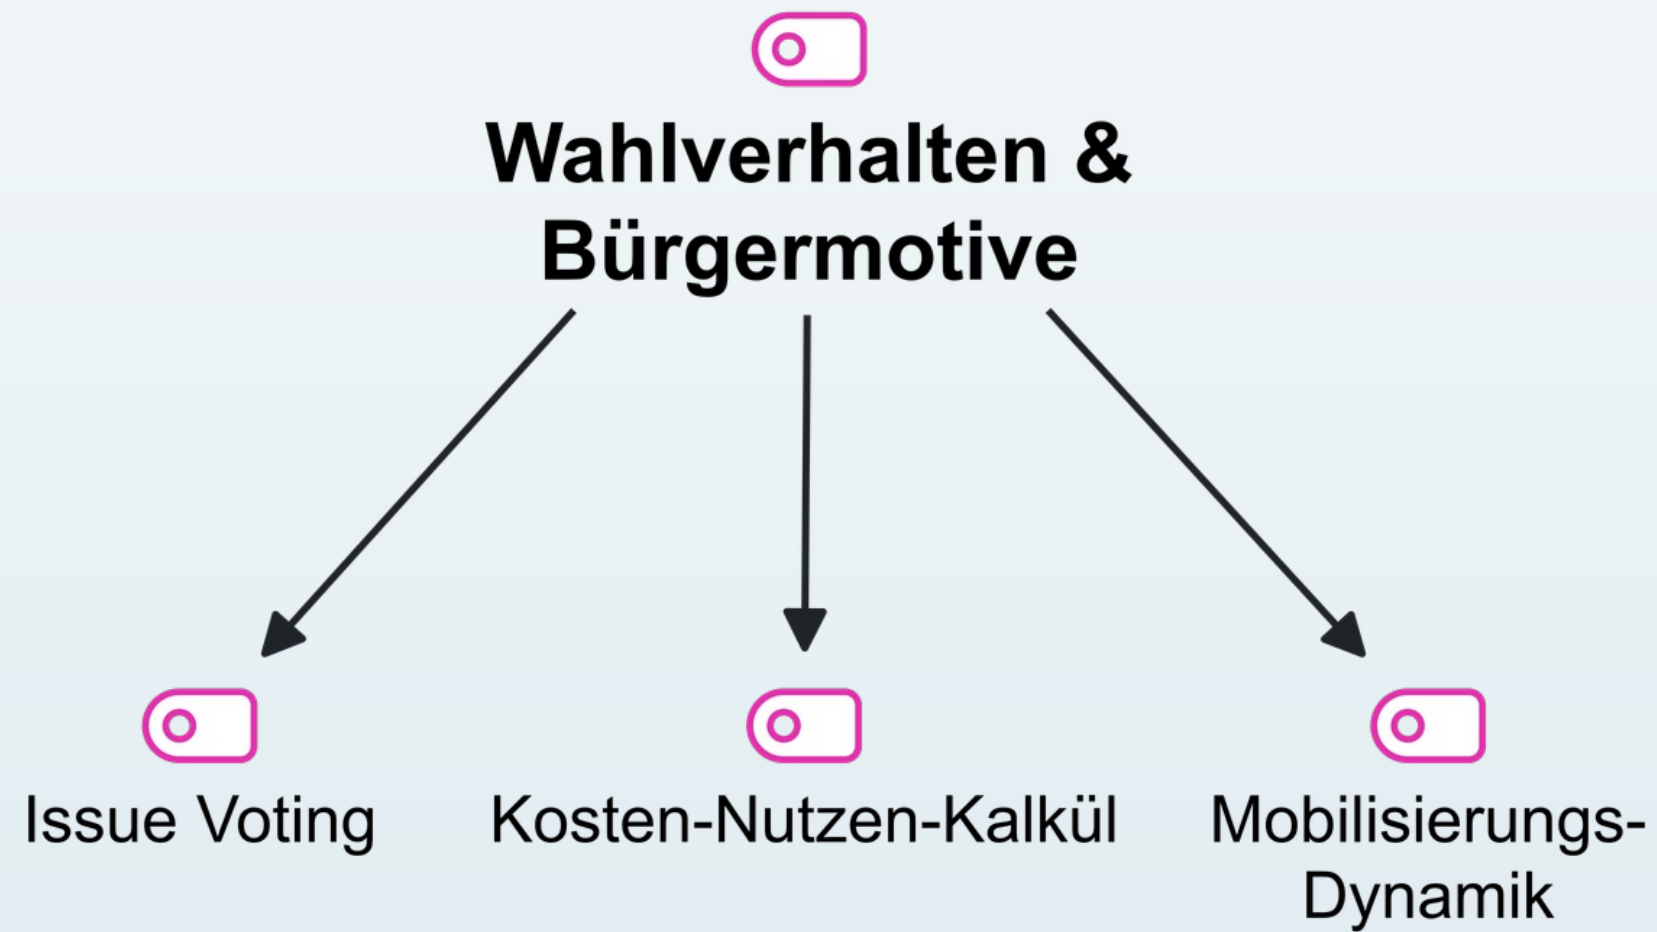 Wahlverhalten &
Bürgermotive
Issue Voting
Kosten-Nutzen-Kalkül
Mobilisierungs-
Dynamik